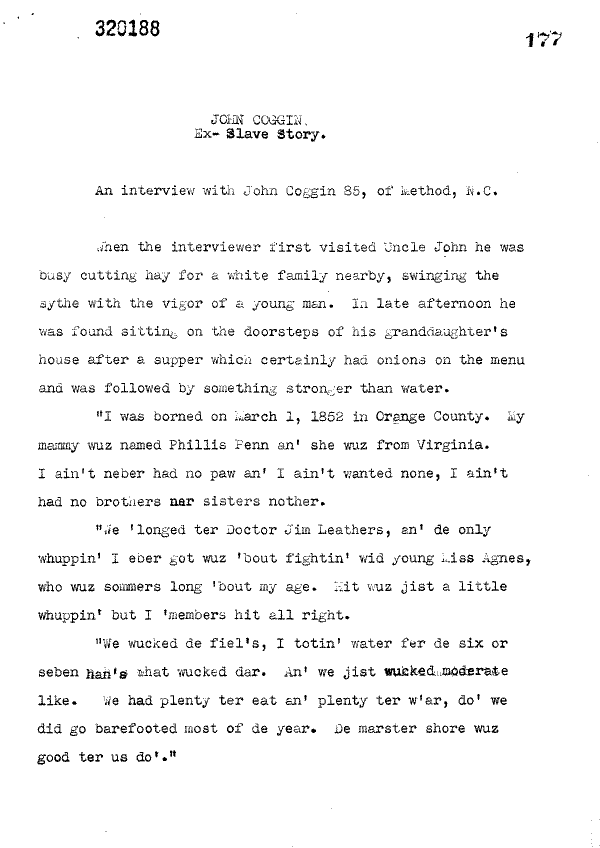 320188
177
JOHN COGGIN.
Ex- Slave Story.
An interview with John Coggin 85, of Method, N.C.
When the interviewer first visited Uncle John he was
busy cutting hay for a white family nearby, swinging the
sythe with the vigor of a young man. In late afternoon he
was found sitting on the doorsteps of his granddaughter's
house after a supper which certainly had onions on the menu
and was followed by something stronger than water.
"I was borned on March 1, 1852 in Orange County. My
mammy wuz named Phillis Penn an' she wuz from Virginia.
I ain't neber had no paw an' I ain't wanted none, I ain't
had no brothers ner sisters nother.
"We 'longed ter Doctor Jim Leathers, an' de only
whuppin' I eber got wuz 'bout fightin' wid young Miss Agnes,
who wuz sommers long 'bout my age. Hit wuz jist a little
whuppin' but I 'members hit all right.
"We wucked de fiel's, I totin' water fer de six or
seben han's what wucked dar. An' we jist wucked moderate
like. We had plenty ter eat an' plenty ter w'ar, do' we
did go barefooted most of de year. De marster shore wuz
good ter us do'."